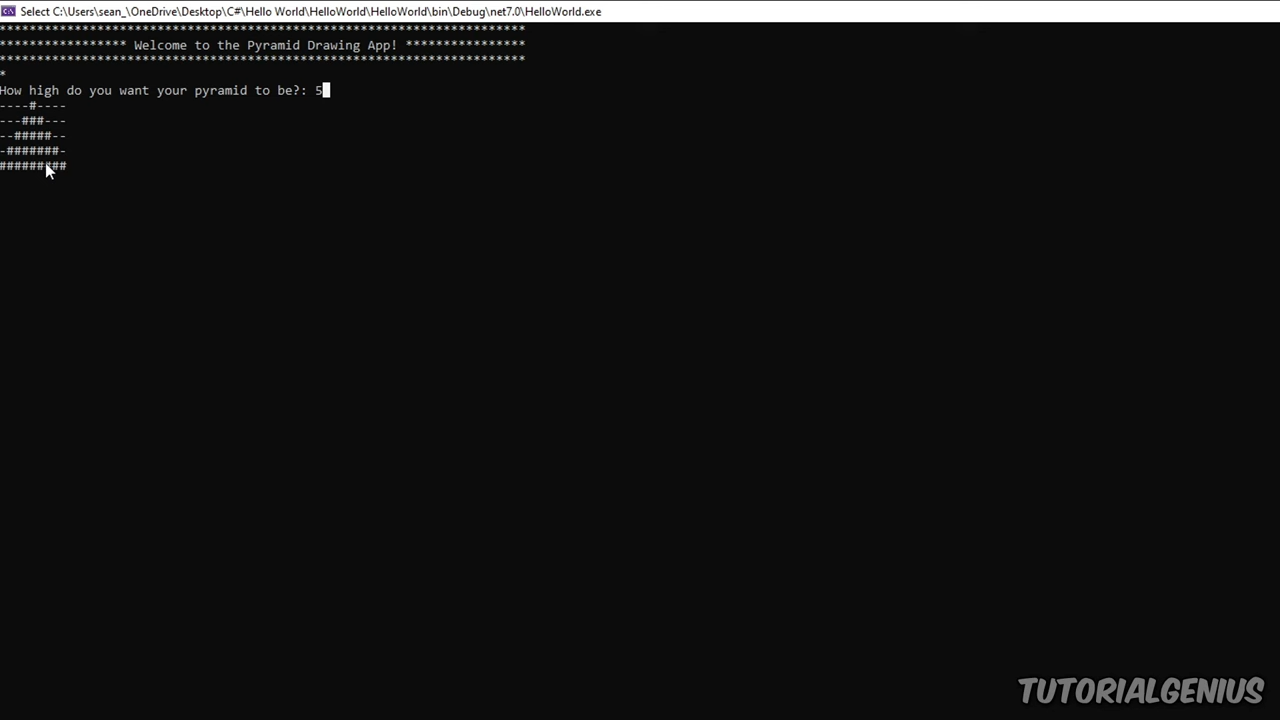 Select C:\Users\sean_\OneDrive\Desktop\C#\Hello World\HelloWorld\HelloWorld\bin\Debug\net7.0\HelloWorld.exe
**********************************************************************
***************** Welcome to the Pyramid Drawing App! ****************
**********************************************************************
*
How high do you want your pyramid to be?: 5
----#----
---###---
--#####--
-#######-
#########
TUTORIALGENIUS